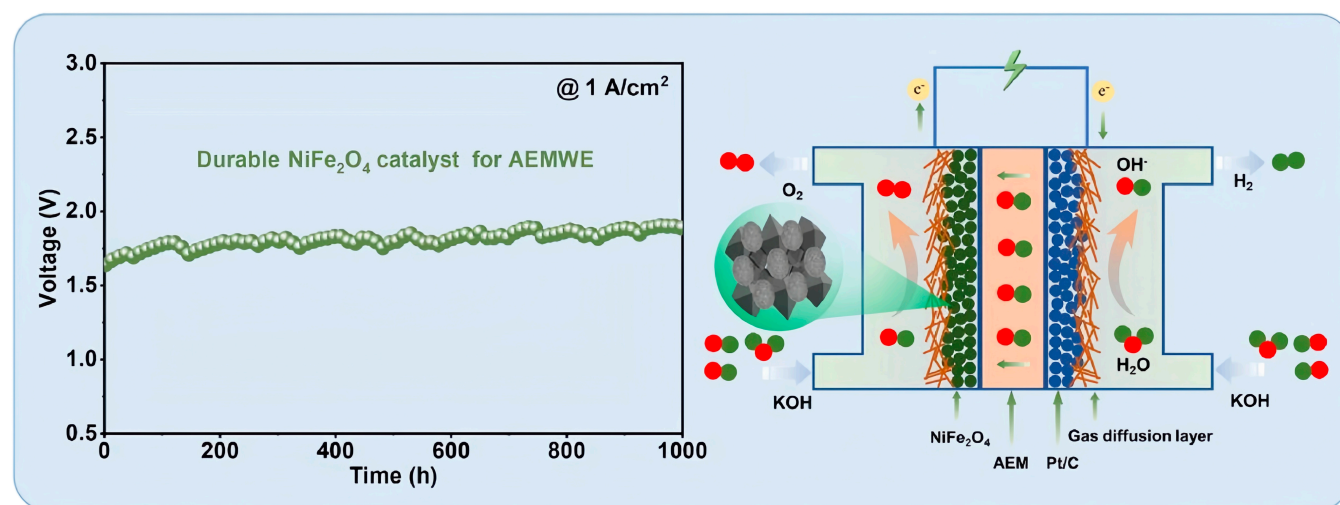 3.0
2.5
2.0
1.5
1.0
0.5
Voltage (V)
@ 1 A/cm²
Durable NiFe₂O₄ catalyst for AEMWE
0 200 400 600 800 1000
Time (h)
e⁻ e⁻
O₂
OH⁻
H₂
KOH
H₂O
KOH
NiFe₂O₄
Gas diffusion layer
AEM
Pt/C